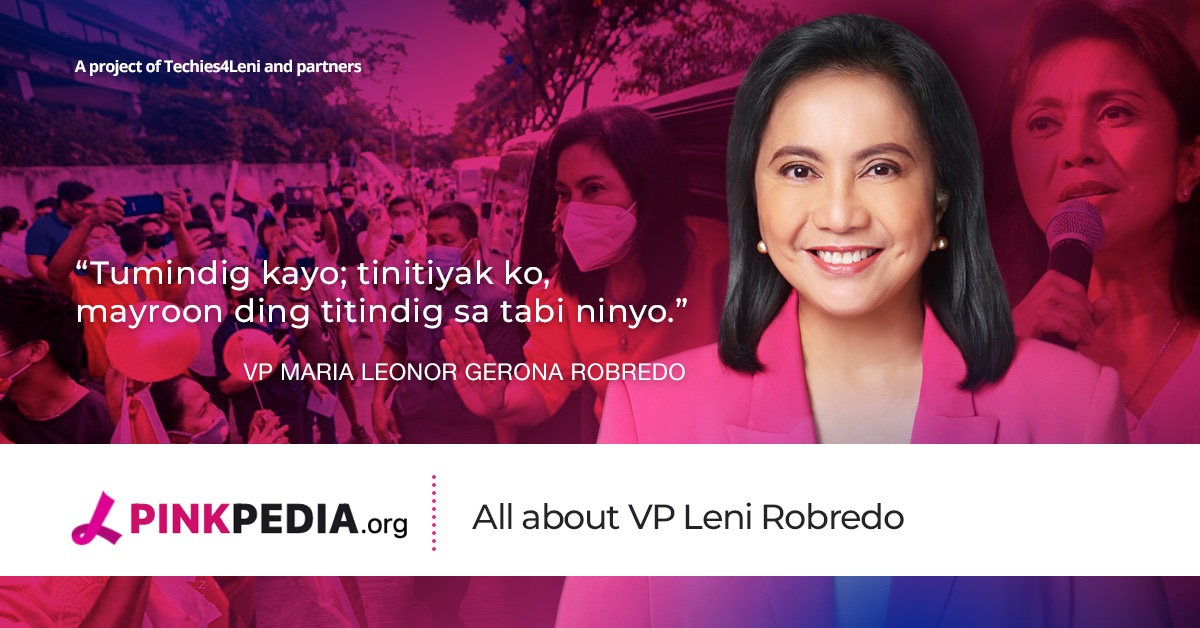 A project of Techies4Leni and partners
“Tumindig kayo; tinitiyak ko,
mayroon ding titindig sa tabi ninyo.”
VP MARIA LEONOR GERONA ROBREDO
PINKPEDIA.org
All about VP Leni Robredo